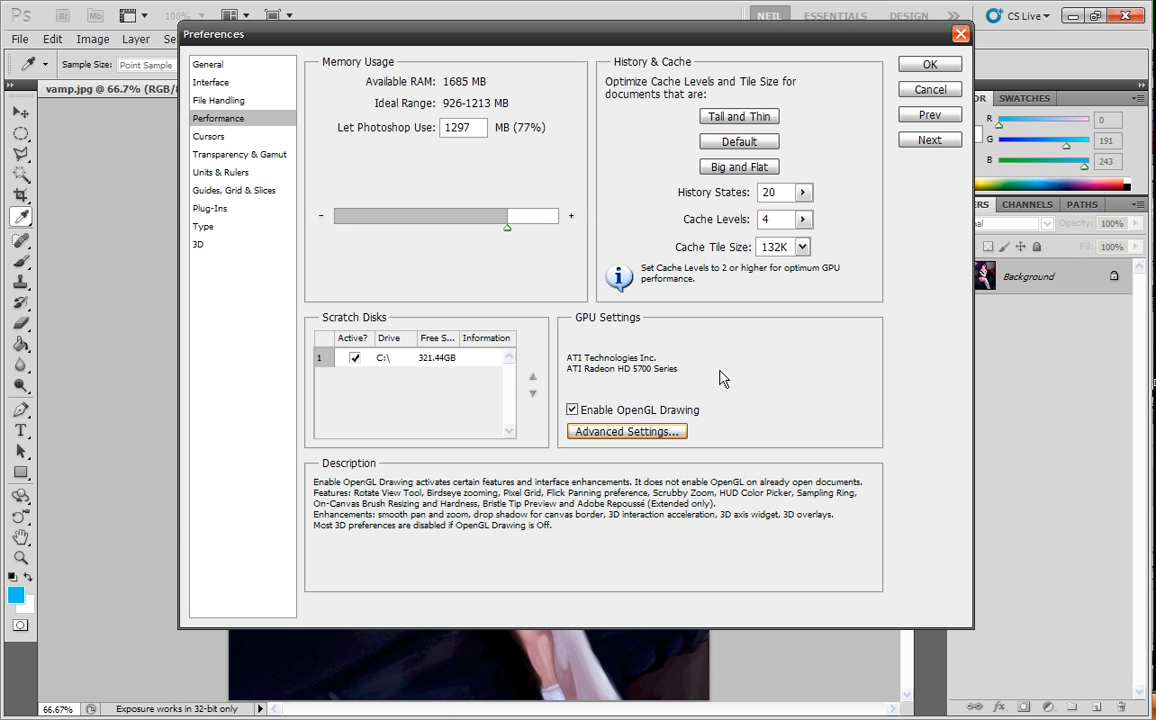 Ps
Br
Mb
100%
NEIL
ESSENTIALS
DESIGN
CS Live
File
Edit
Image
Layer
Sample Size:
Point Sample
vamp.jpg @ 66.7% (RGB/8
Preferences
General
Interface
File Handling
Performance
Cursors
Transparency & Gamut
Units & Rulers
Guides, Grid & Slices
Plug-Ins
Type
3D
Memory Usage
Available RAM: 1685 MB
Ideal Range: 926-1213 MB
Let Photoshop Use: 1297 MB (77%)
-
+
History & Cache
Optimize Cache Levels and Tile Size for
documents that are:
Tall and Thin
Default
Big and Flat
History States: 20
Cache Levels: 4
Cache Tile Size: 132K
Set Cache Levels to 2 or higher for optimum GPU
performance.
OK
Cancel
Prev
Next
Scratch Disks
Active? Drive Free S... Information
1 C:\ 321.44GB
GPU Settings
ATI Technologies Inc.
ATI Radeon HD 5700 Series
Enable OpenGL Drawing
Advanced Settings...
Description
Enable OpenGL Drawing activates certain features and interface enhancements. It does not enable OpenGL on already open documents.
Features: Rotate View Tool, Birdseye zooming, Pixel Grid, Flick Panning preference, Scrubby Zoom, HUD Color Picker, Sampling Ring,
On-Canvas Brush Resizing and Hardness, Bristle Tip Preview and Adobe Repoussé (Extended only).
Enhancements: smooth pan and zoom, drop shadow for canvas border, 3D interaction acceleration, 3D axis widget, 3D overlays.
Most 3D preferences are disabled if OpenGL Drawing is Off.
SWATCHES
R 0
G 191
B 243
CHANNELS
PATHS
Opacity: 100%
Fill: 100%
Background
66.67%
Exposure works in 32-bit only